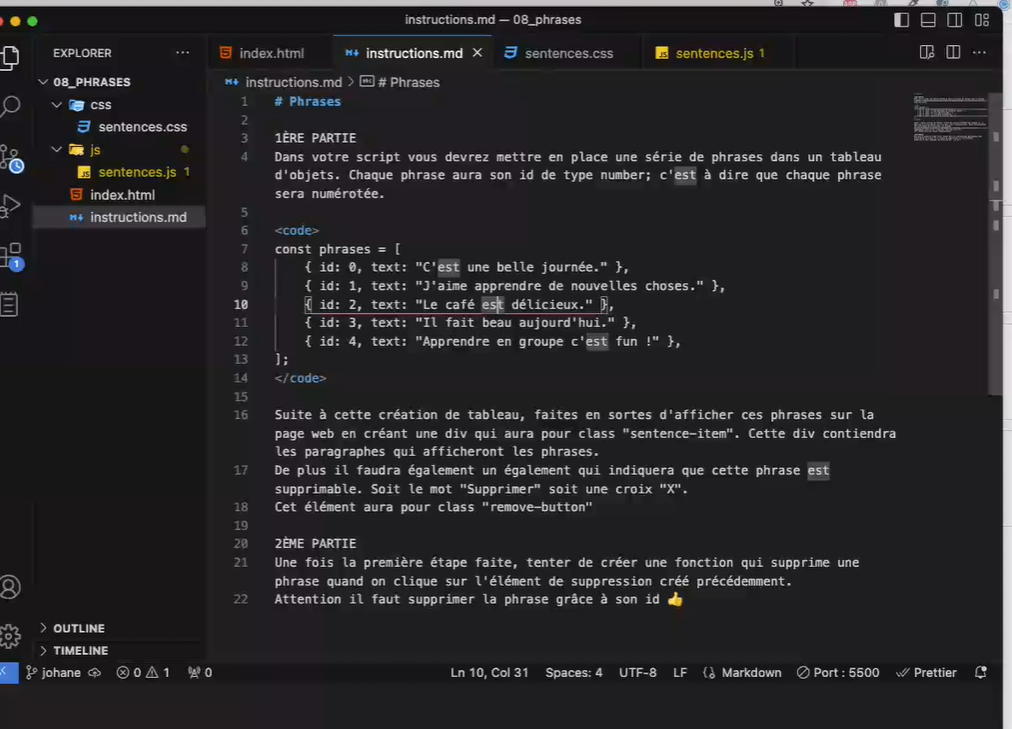 instructions.md — 08_phrases
EXPLORER
08_PHRASES
css
sentences.css
js
sentences.js 1
index.html
instructions.md
OUTLINE
TIMELINE
index.html
instructions.md
sentences.css
sentences.js 1
instructions.md > # Phrases
1 # Phrases
2
3 1ÈRE PARTIE
4 Dans votre script vous devrez mettre en place une série de phrases dans un tableau
d'objets. Chaque phrase aura son id de type number; c'est à dire que chaque phrase
sera numérotée.
5
6 <code>
7 const phrases = [
8 { id: 0, text: "C'est une belle journée." },
9 { id: 1, text: "J'aime apprendre de nouvelles choses." },
10 { id: 2, text: "Le café est délicieux." },
11 { id: 3, text: "Il fait beau aujourd'hui." },
12 { id: 4, text: "Apprendre en groupe c'est fun !" },
13 ];
14 </code>
15
16 Suite à cette création de tableau, faites en sortes d'afficher ces phrases sur la
page web en créant une div qui aura pour class "sentence-item". Cette div contiendra
les paragraphes qui afficheront les phrases.
17 De plus il faudra également un également qui indiquera que cette phrase est
supprimable. Soit le mot "Supprimer" soit une croix "X".
18 Cet élément aura pour class "remove-button"
19
20 2ÈME PARTIE
21 Une fois la première étape faite, tenter de créer une fonction qui supprime une
phrase quand on clique sur l'élément de suppression créé précédemment.
22 Attention il faut supprimer la phrase grâce à son id 👍
1
johane 0 1 0 Ln 10, Col 31 Spaces: 4 UTF-8 LF Markdown Port : 5500 Prettier